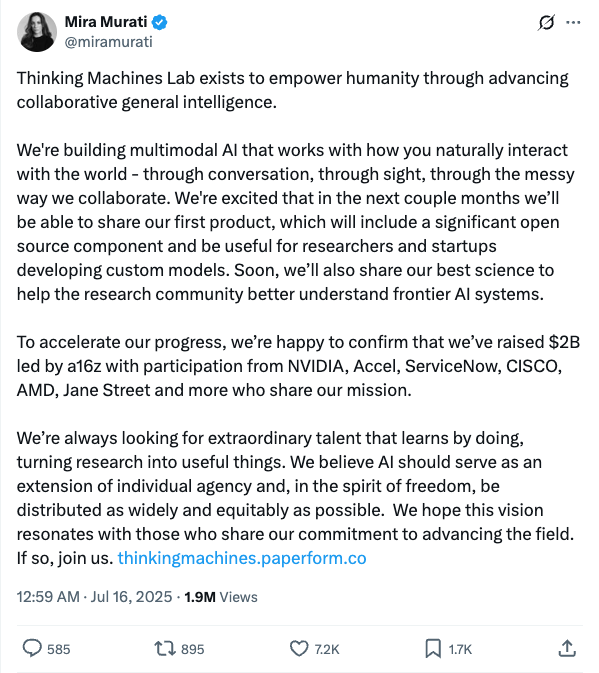 Mira Murati
@miramurati
Thinking Machines Lab exists to empower humanity through advancing
collaborative general intelligence.
We're building multimodal AI that works with how you naturally interact
with the world - through conversation, through sight, through the messy
way we collaborate. We're excited that in the next couple months we’ll
be able to share our first product, which will include a significant open
source component and be useful for researchers and startups
developing custom models. Soon, we’ll also share our best science to
help the research community better understand frontier AI systems.
To accelerate our progress, we’re happy to confirm that we’ve raised $2B
led by a16z with participation from NVIDIA, Accel, ServiceNow, CISCO,
AMD, Jane Street and more who share our mission.
We’re always looking for extraordinary talent that learns by doing,
turning research into useful things. We believe AI should serve as an
extension of individual agency and, in the spirit of freedom, be
distributed as widely and equitably as possible.  We hope this vision
resonates with those who share our commitment to advancing the field.
If so, join us. thinkingmachines.paperform.co
12:59 AM · Jul 16, 2025 · 1.9M Views
585 895 7.2K 1.7K